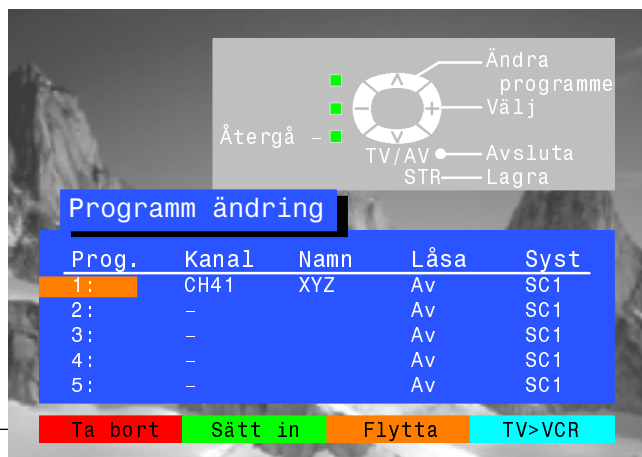 Ändra
programme
Välj
Återgå –
TV/AV Avsluta
STR Lagra
Programm ändring
Prog. Kanal Namn Låsa Syst
1: CH41 XYZ Av SC1
2: – Av SC1
3: – Av SC1
4: – Av SC1
5: – Av SC1
Ta bort Sätt in Flytta TV>VCR